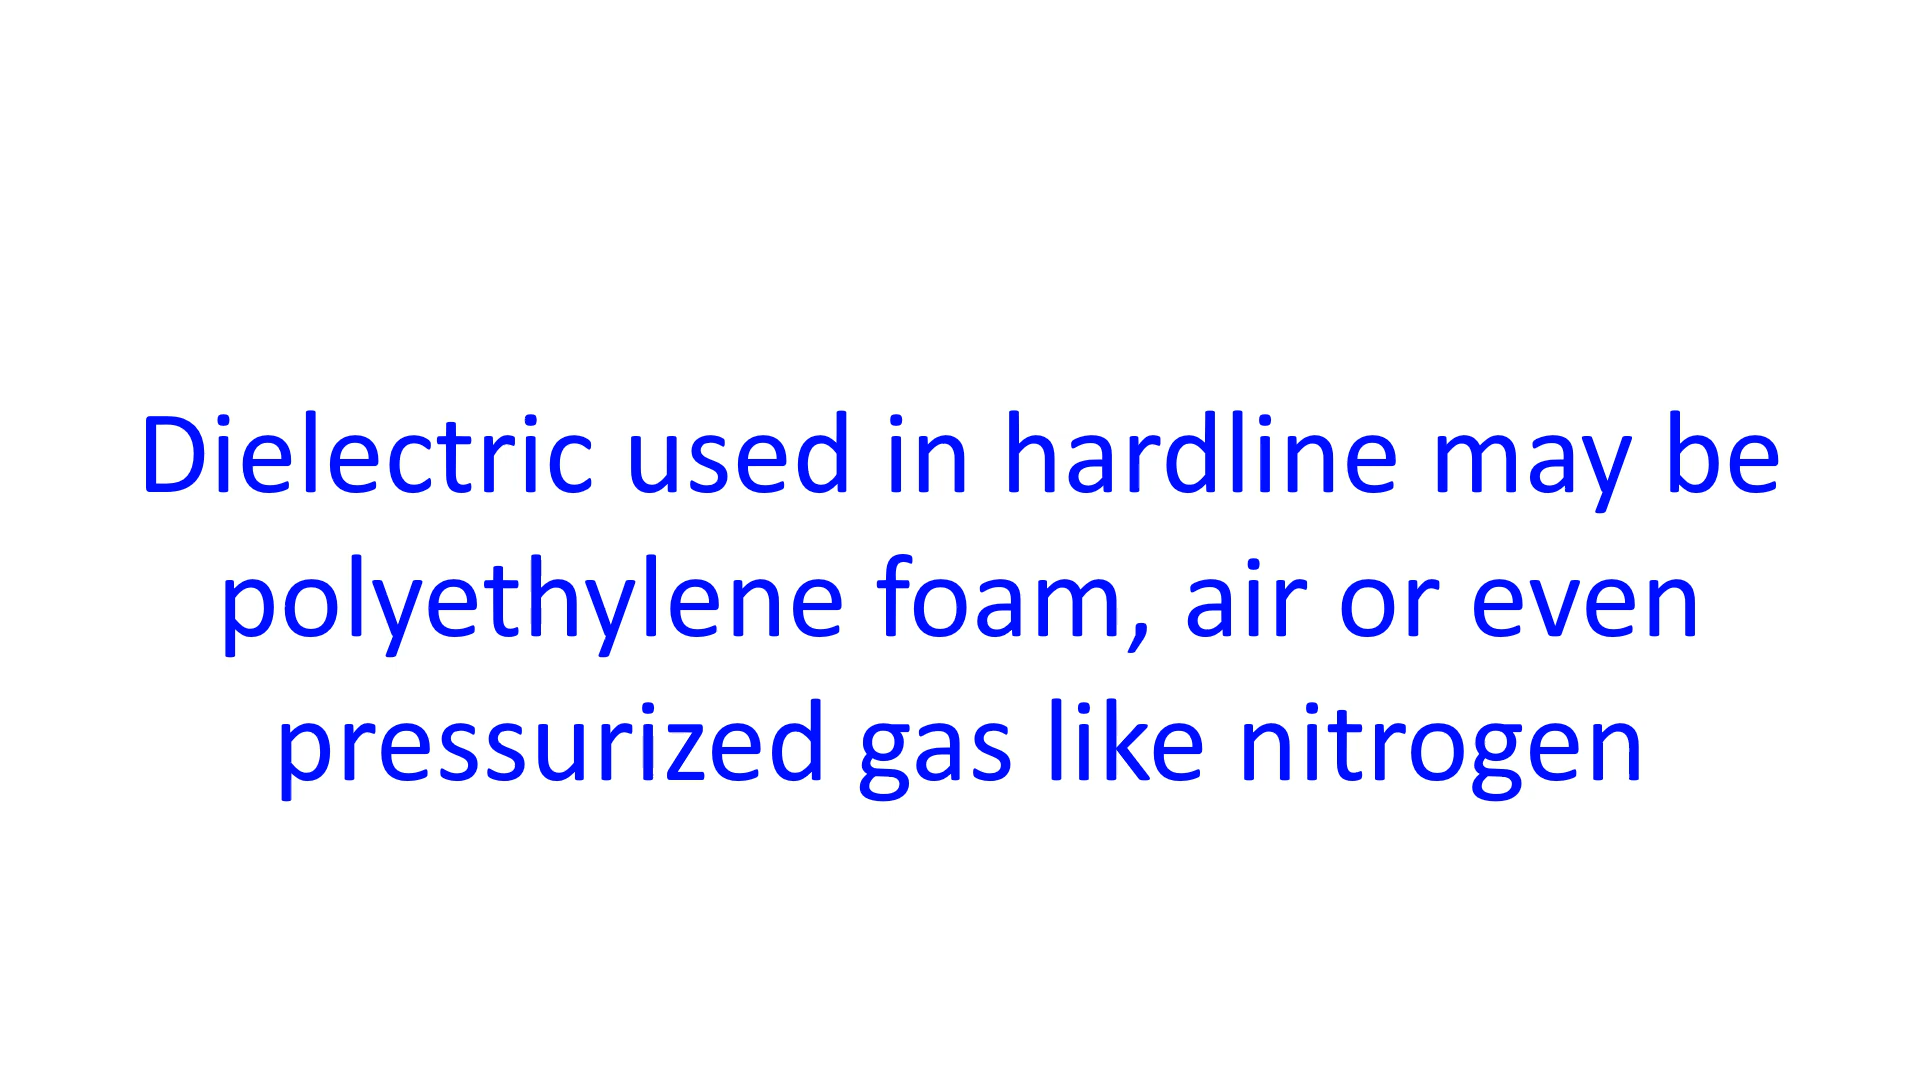 Dielectric used in hardline may be
polyethylene foam, air or even
pressurized gas like nitrogen